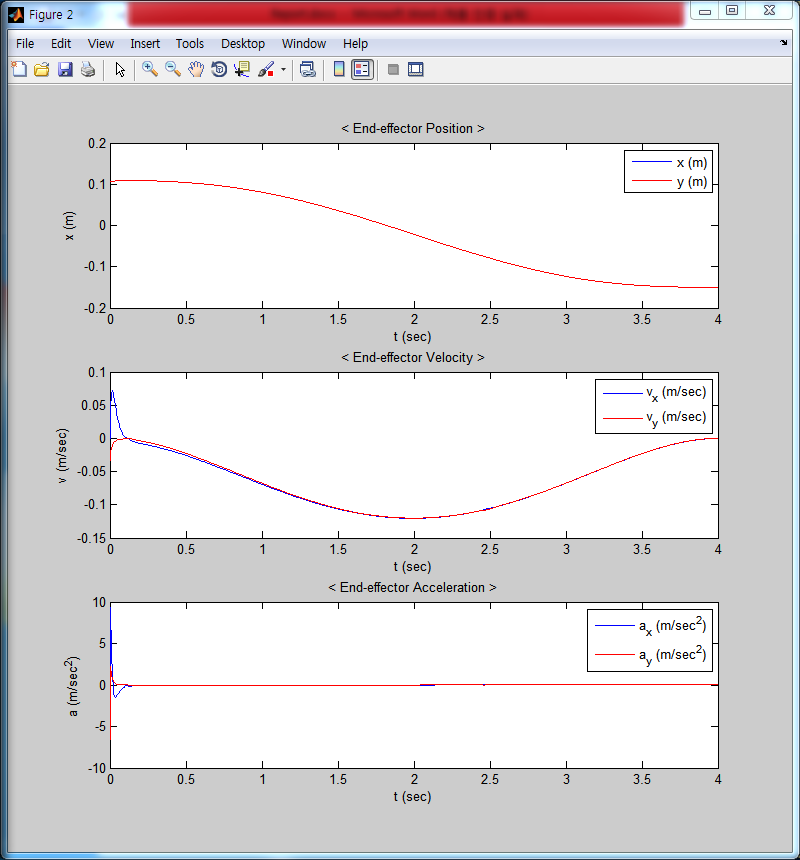 Figure 2
File Edit View Insert Tools Desktop Window Help
< End-effector Position >
0.2
0.1
0
-0.1
-0.2
x (m)
x (m)
y (m)
0 0.5 1 1.5 2 2.5 3 3.5 4
t (sec)
< End-effector Velocity >
0.1
0.05
0
-0.05
-0.1
-0.15
v (m/sec)
v_x (m/sec)
v_y (m/sec)
0 0.5 1 1.5 2 2.5 3 3.5 4
t (sec)
< End-effector Acceleration >
10
5
0
-5
-10
a (m/sec²)
a_x (m/sec²)
a_y (m/sec²)
0 0.5 1 1.5 2 2.5 3 3.5 4
t (sec)